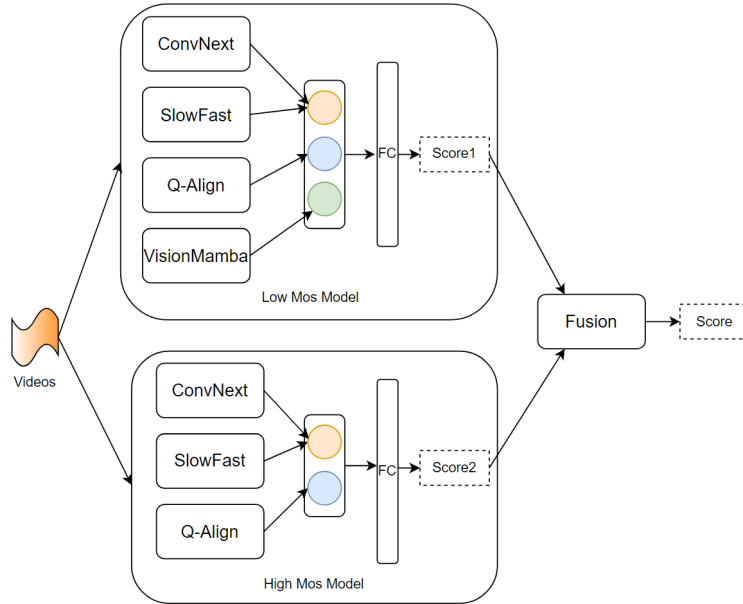 ConvNext
SlowFast
Q-Align
VisionMamba
FC
Score1
Low Mos Model
Videos
Fusion
Score
ConvNext
SlowFast
Q-Align
FC
Score2
High Mos Model